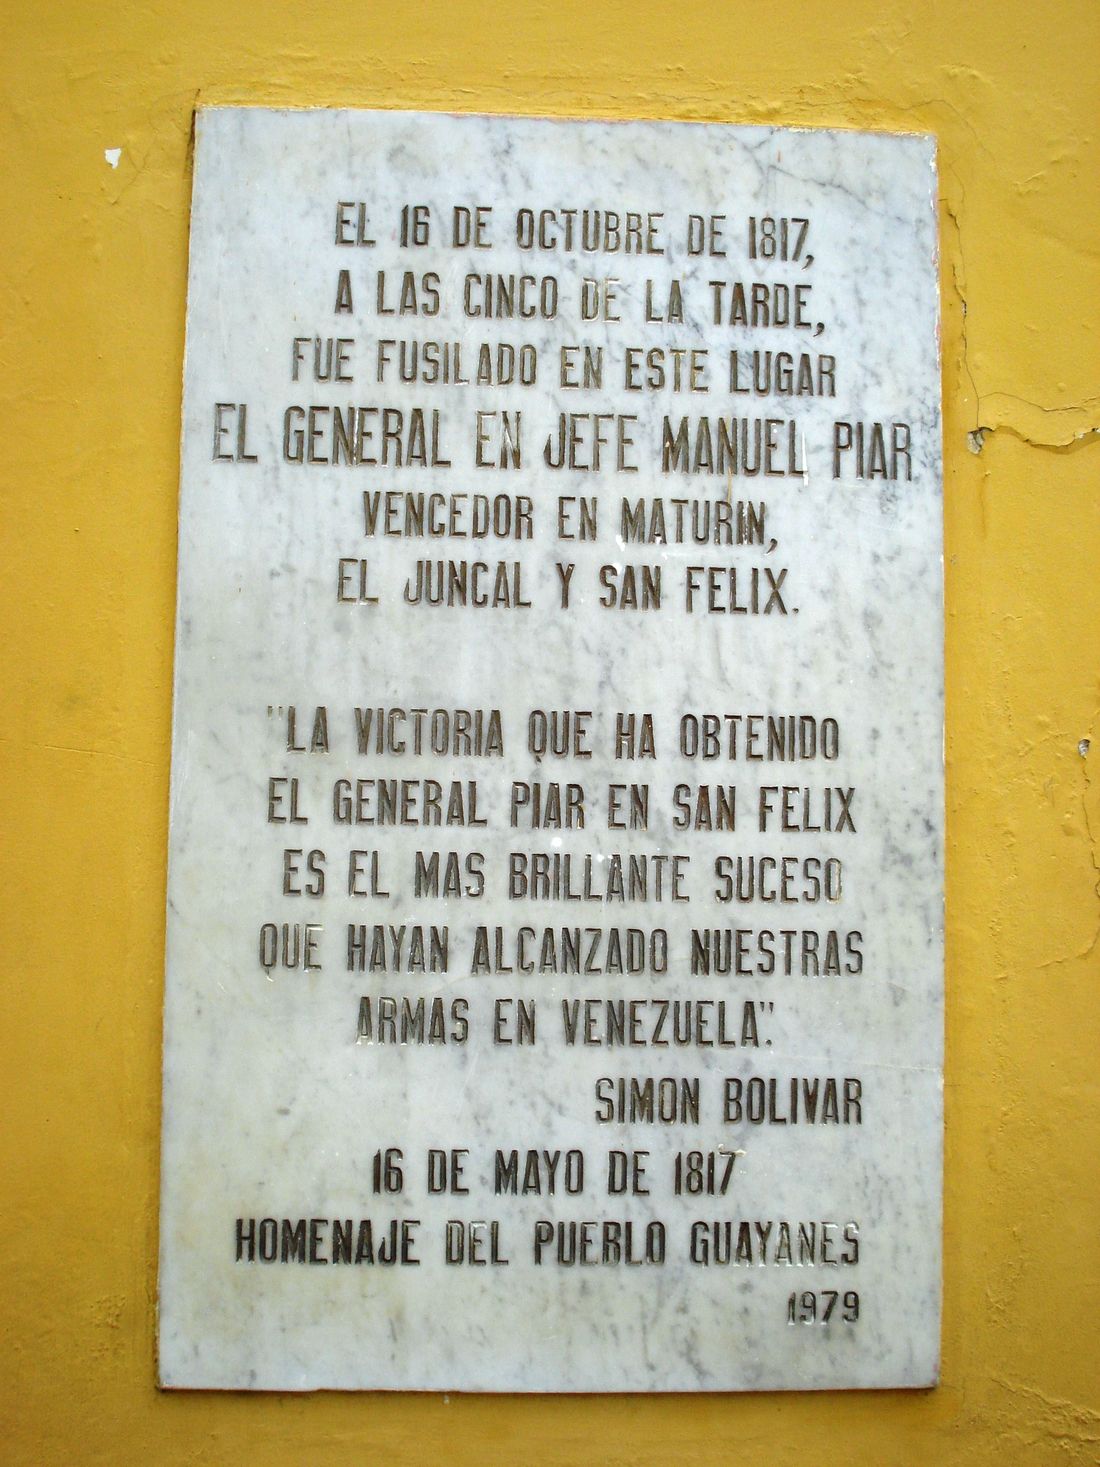 EL 16 DE OCTUBRE DE 1817,
A LAS CINCO DE LA TARDE,
FUE FUSILADO EN ESTE LUGAR
EL GENERAL EN JEFE MANUEL PIAR
VENCEDOR EN MATURIN,
EL JUNCAL Y SAN FELIX.
"LA VICTORIA QUE HA OBTENIDO
EL GENERAL PIAR EN SAN FELIX
ES EL MAS BRILLANTE SUCESO
QUE HAYAN ALCANZADO NUESTRAS
ARMAS EN VENEZUELA".
SIMON BOLIVAR
16 DE MAYO DE 1817
HOMENAJE DEL PUEBLO GUAYANES
1979